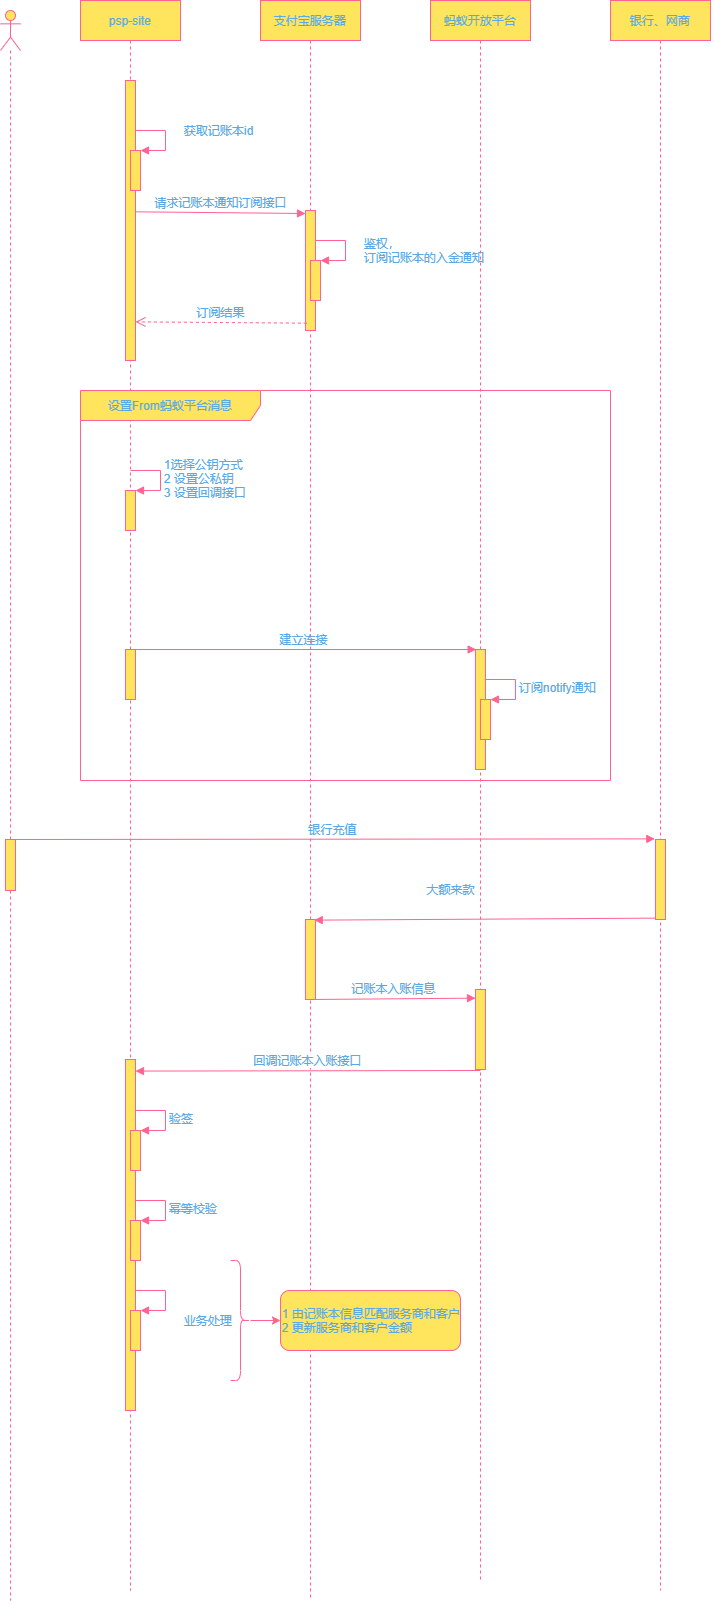 psp-site
支付宝服务器
蚂蚁开放平台
银行、网商
获取记账本id
请求记账本通知订阅接口
鉴权，
订阅记账本的入金通知
订阅结果
设置From蚂蚁平台消息
1选择公钥方式
2 设置公私钥
3 设置回调接口
建立连接
订阅notify通知
银行充值
大额来款
记账本入账信息
回调记账本入账接口
验签
幂等校验
业务处理
1 由记账本信息匹配服务商和客户
2 更新服务商和客户金额